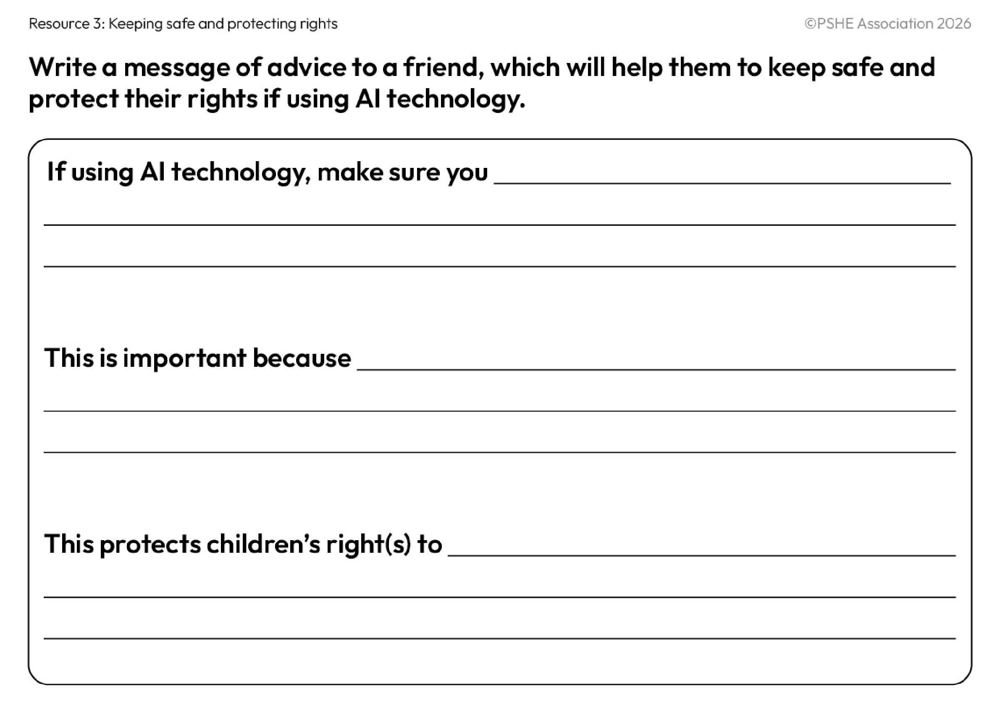 Resource 3: Keeping safe and protecting rights
©PSHE Association 2026
Write a message of advice to a friend, which will help them to keep safe and
protect their rights if using AI technology.
If using AI technology, make sure you
This is important because
This protects children’s right(s) to